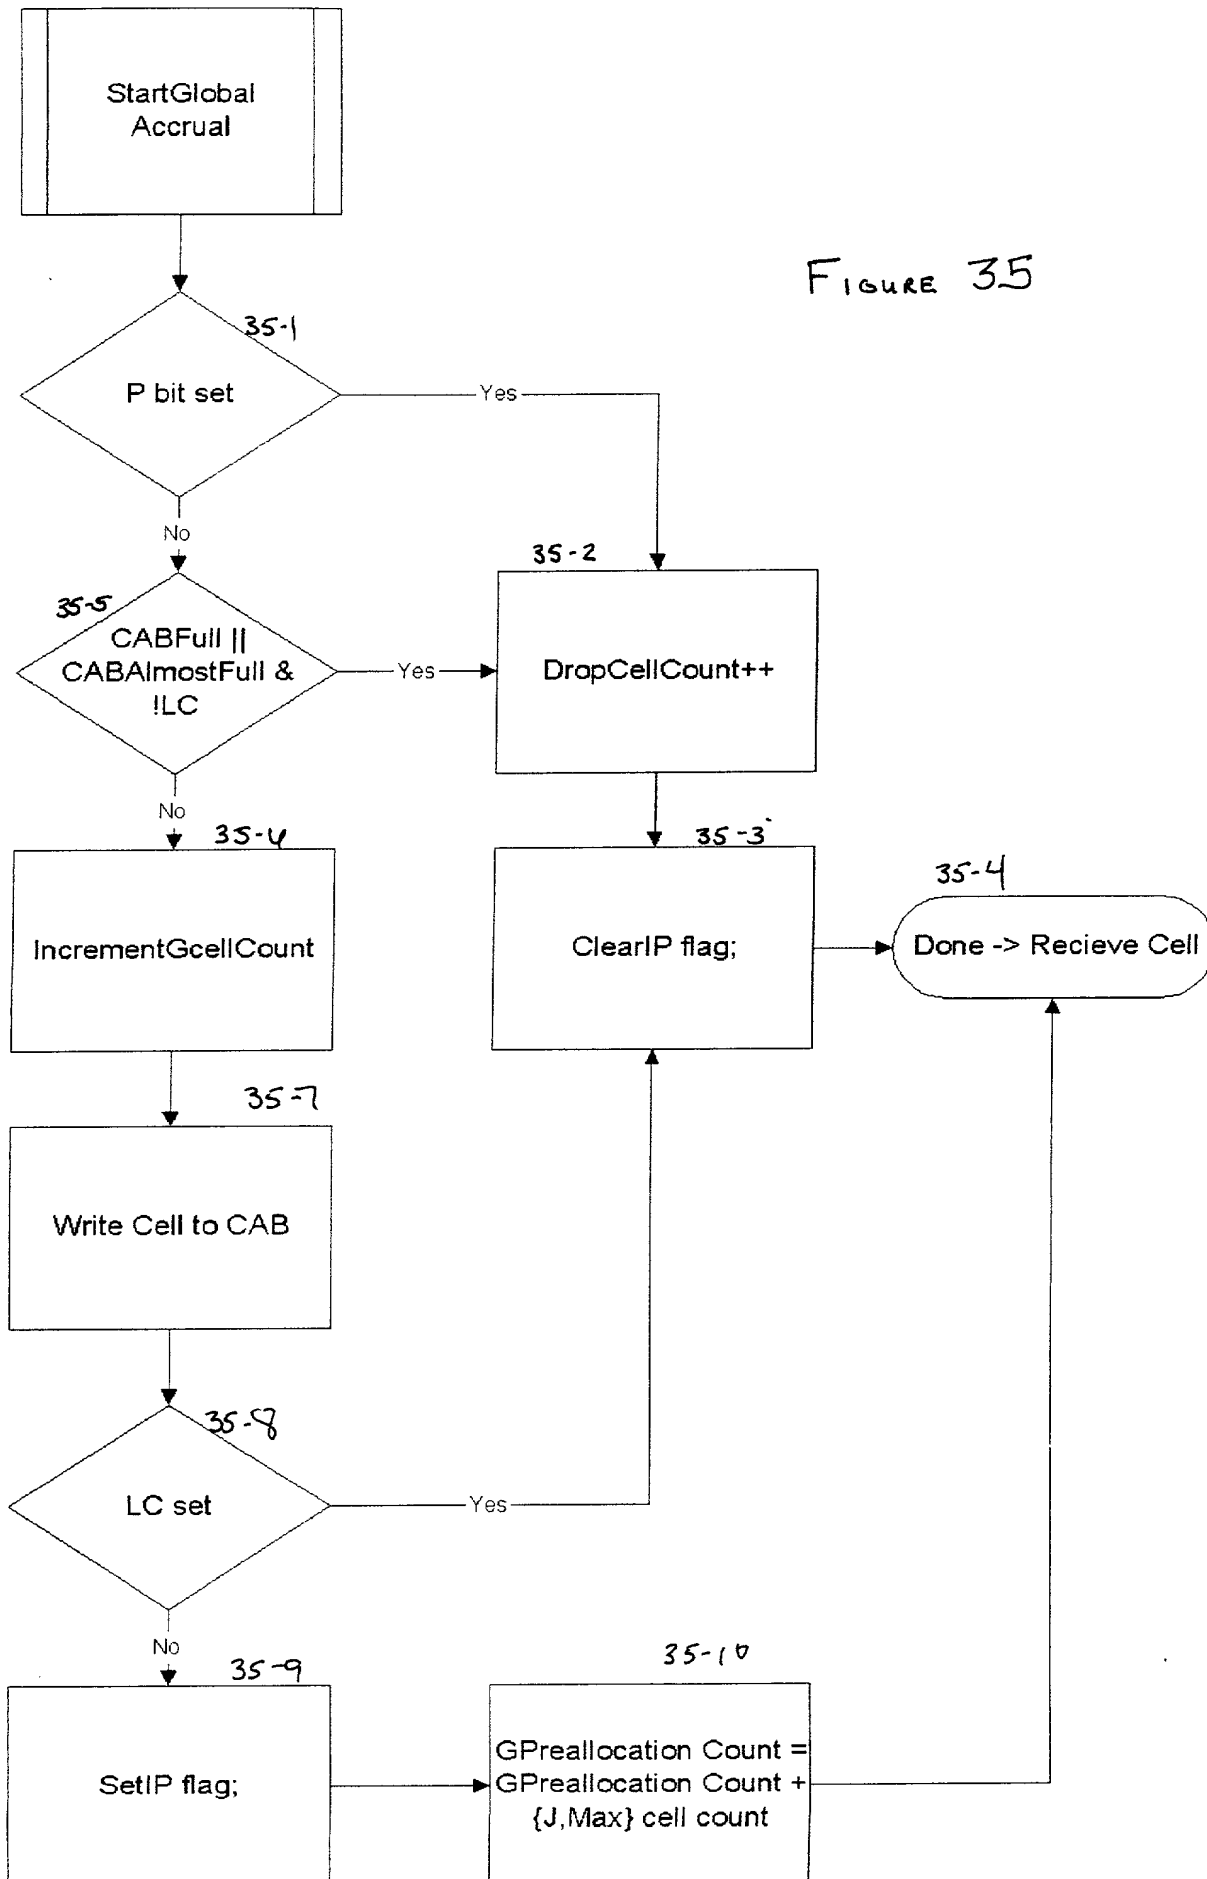 StartGlobal
Accrual
FIGURE 35
35-1
P bit set
Yes
No
35-2
35-5
CABFull ||
CABAlmostFull &
!LC
Yes
DropCellCount++
No
35-6
35-3
35-4
IncrementGcellCount
ClearIP flag;
Done -> Recieve Cell
35-7
Write Cell to CAB
35-8
LC set
Yes
No
35-9
35-10
SetIP flag;
GPreallocation Count =
GPreallocation Count +
{J,Max} cell count